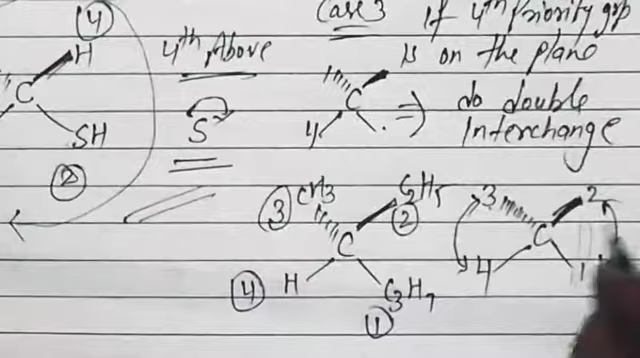 4
H
C
SH
2
4th Above
S
Case 3 If 4th Priority grp
is on the plane
C
4
⇒ do double
Interchange
3 CH3
C2H5
2
C
4 H
C3H7
1
3
2
C
4
1